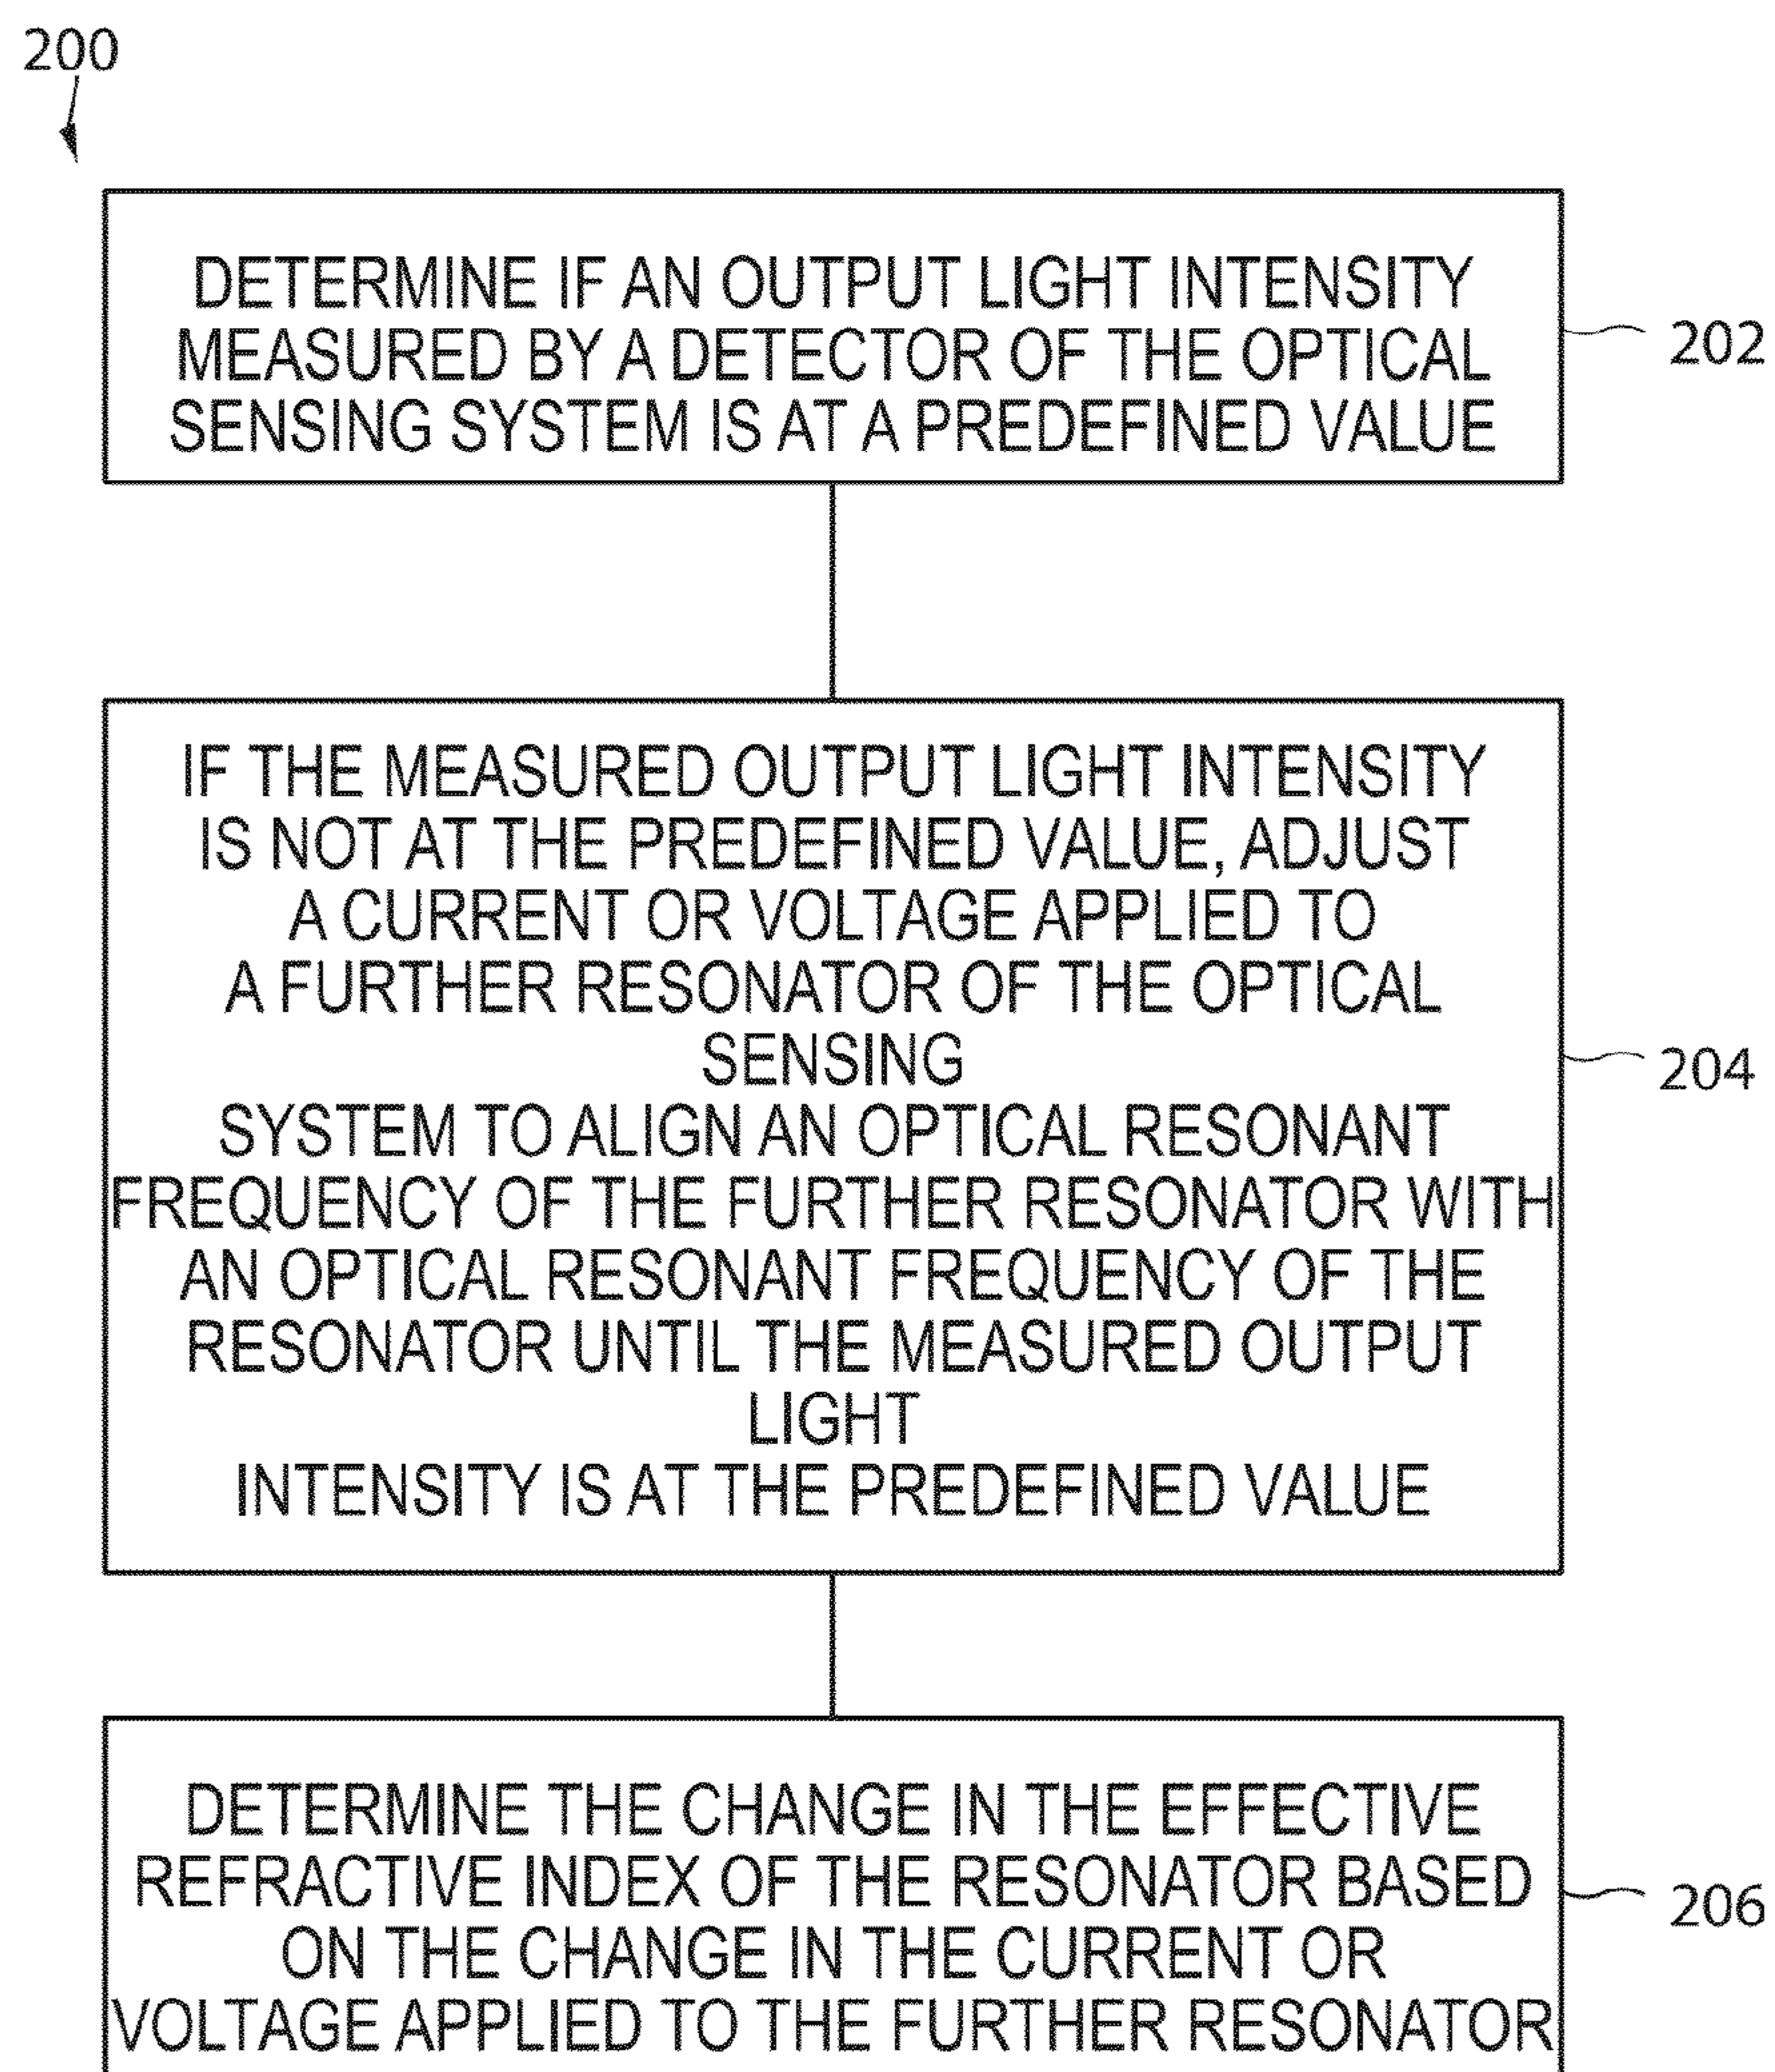 200
DETERMINE IF AN OUTPUT LIGHT INTENSITY
MEASURED BY A DETECTOR OF THE OPTICAL
SENSING SYSTEM IS AT A PREDEFINED VALUE
202
IF THE MEASURED OUTPUT LIGHT INTENSITY
IS NOT AT THE PREDEFINED VALUE, ADJUST
A CURRENT OR VOLTAGE APPLIED TO
A FURTHER RESONATOR OF THE OPTICAL
SENSING
SYSTEM TO ALIGN AN OPTICAL RESONANT
FREQUENCY OF THE FURTHER RESONATOR WITH
AN OPTICAL RESONANT FREQUENCY OF THE
RESONATOR UNTIL THE MEASURED OUTPUT
LIGHT
INTENSITY IS AT THE PREDEFINED VALUE
204
DETERMINE THE CHANGE IN THE EFFECTIVE
REFRACTIVE INDEX OF THE RESONATOR BASED
ON THE CHANGE IN THE CURRENT OR
VOLTAGE APPLIED TO THE FURTHER RESONATOR
206